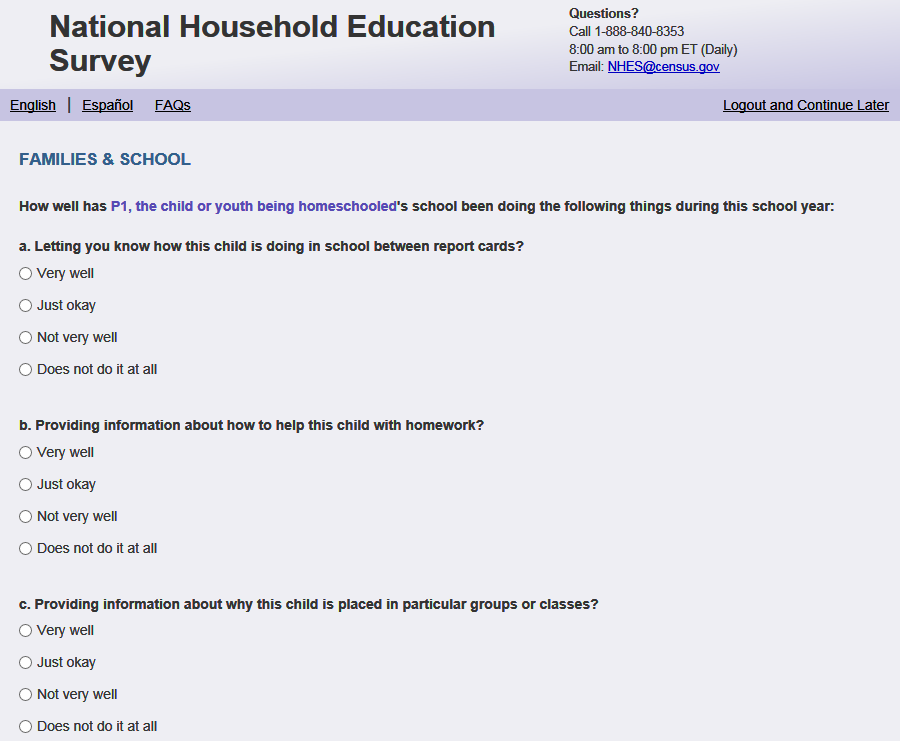 National Household Education
Survey
Questions?
Call 1-888-840-8353
8:00 am to 8:00 pm ET (Daily)
Email: NHES@census.gov
English | Español FAQs Logout and Continue Later
FAMILIES & SCHOOL
How well has P1, the child or youth being homeschooled's school been doing the following things during this school year:
a. Letting you know how this child is doing in school between report cards?
Very well
Just okay
Not very well
Does not do it at all
b. Providing information about how to help this child with homework?
Very well
Just okay
Not very well
Does not do it at all
c. Providing information about why this child is placed in particular groups or classes?
Very well
Just okay
Not very well
Does not do it at all